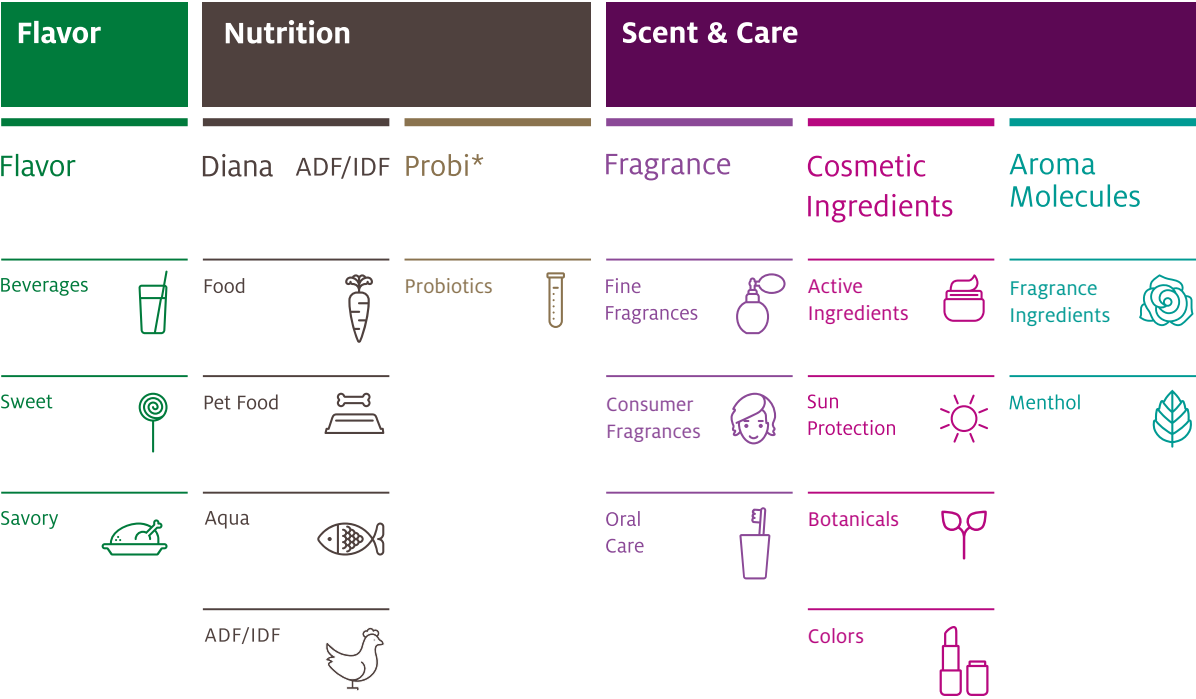 Flavor
Nutrition
Scent & Care
Flavor
Diana ADF/IDF
Probi*
Fragrance
Cosmetic
Ingredients
Aroma
Molecules
Beverages
Food
Probiotics
Fine
Fragrances
Active
Ingredients
Fragrance
Ingredients
Sweet
Pet Food
Consumer
Fragrances
Sun
Protection
Menthol
Savory
Aqua
Oral
Care
Botanicals
ADF/IDF
Colors